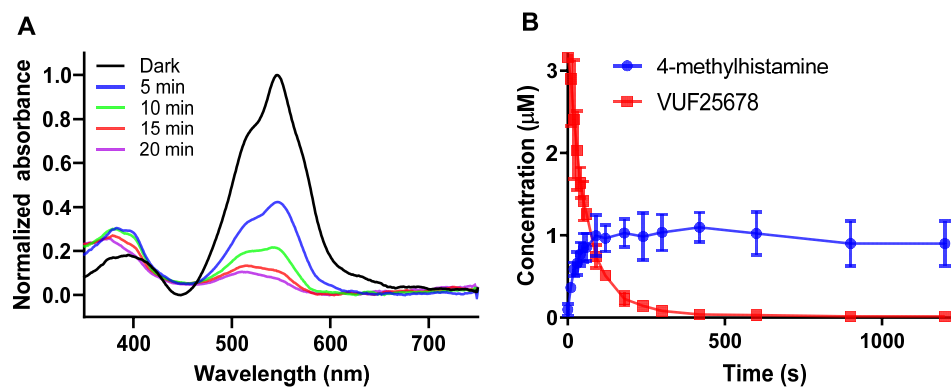 A
Normalized absorbance
1.0
0.8
0.6
0.4
0.2
0.0
Dark
5 min
10 min
15 min
20 min
400
500
600
700
Wavelength (nm)
B
Concentration (μM)
3
2
1
0
4-methylhistamine
VUF25678
0
500
1000
Time (s)